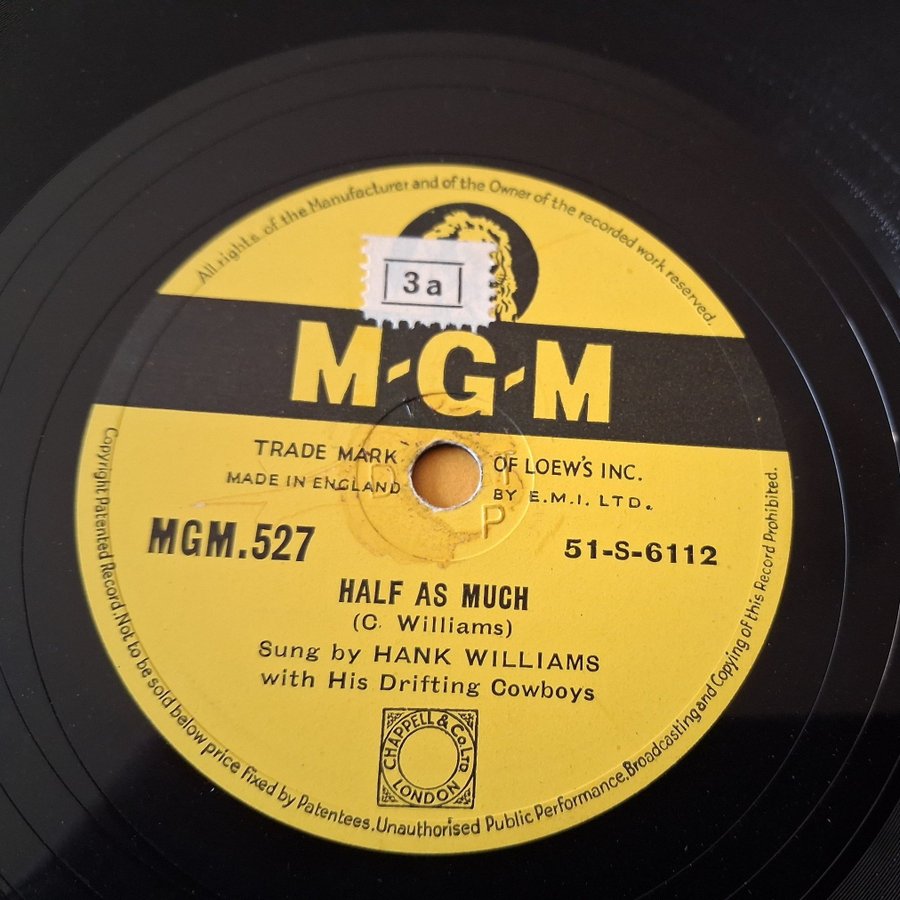 All rights of the Manufacturer and of the Owner of the recorded work reserved.
3a
M-G-M
TRADE MARK OF LOEW'S INC.
MADE IN ENGLAND BY E.M.I. LTD.
P
MGM.527 51-S-6112
HALF AS MUCH
(C. Williams)
Sung by HANK WILLIAMS
with His Drifting Cowboys
CHAPPELL & CO. LTD
LONDON
Copyright Patented Record. Not to be sold below price fixed by Patentees. Unauthorised Public Performance, Broadcasting and Copying of this Record Prohibited.